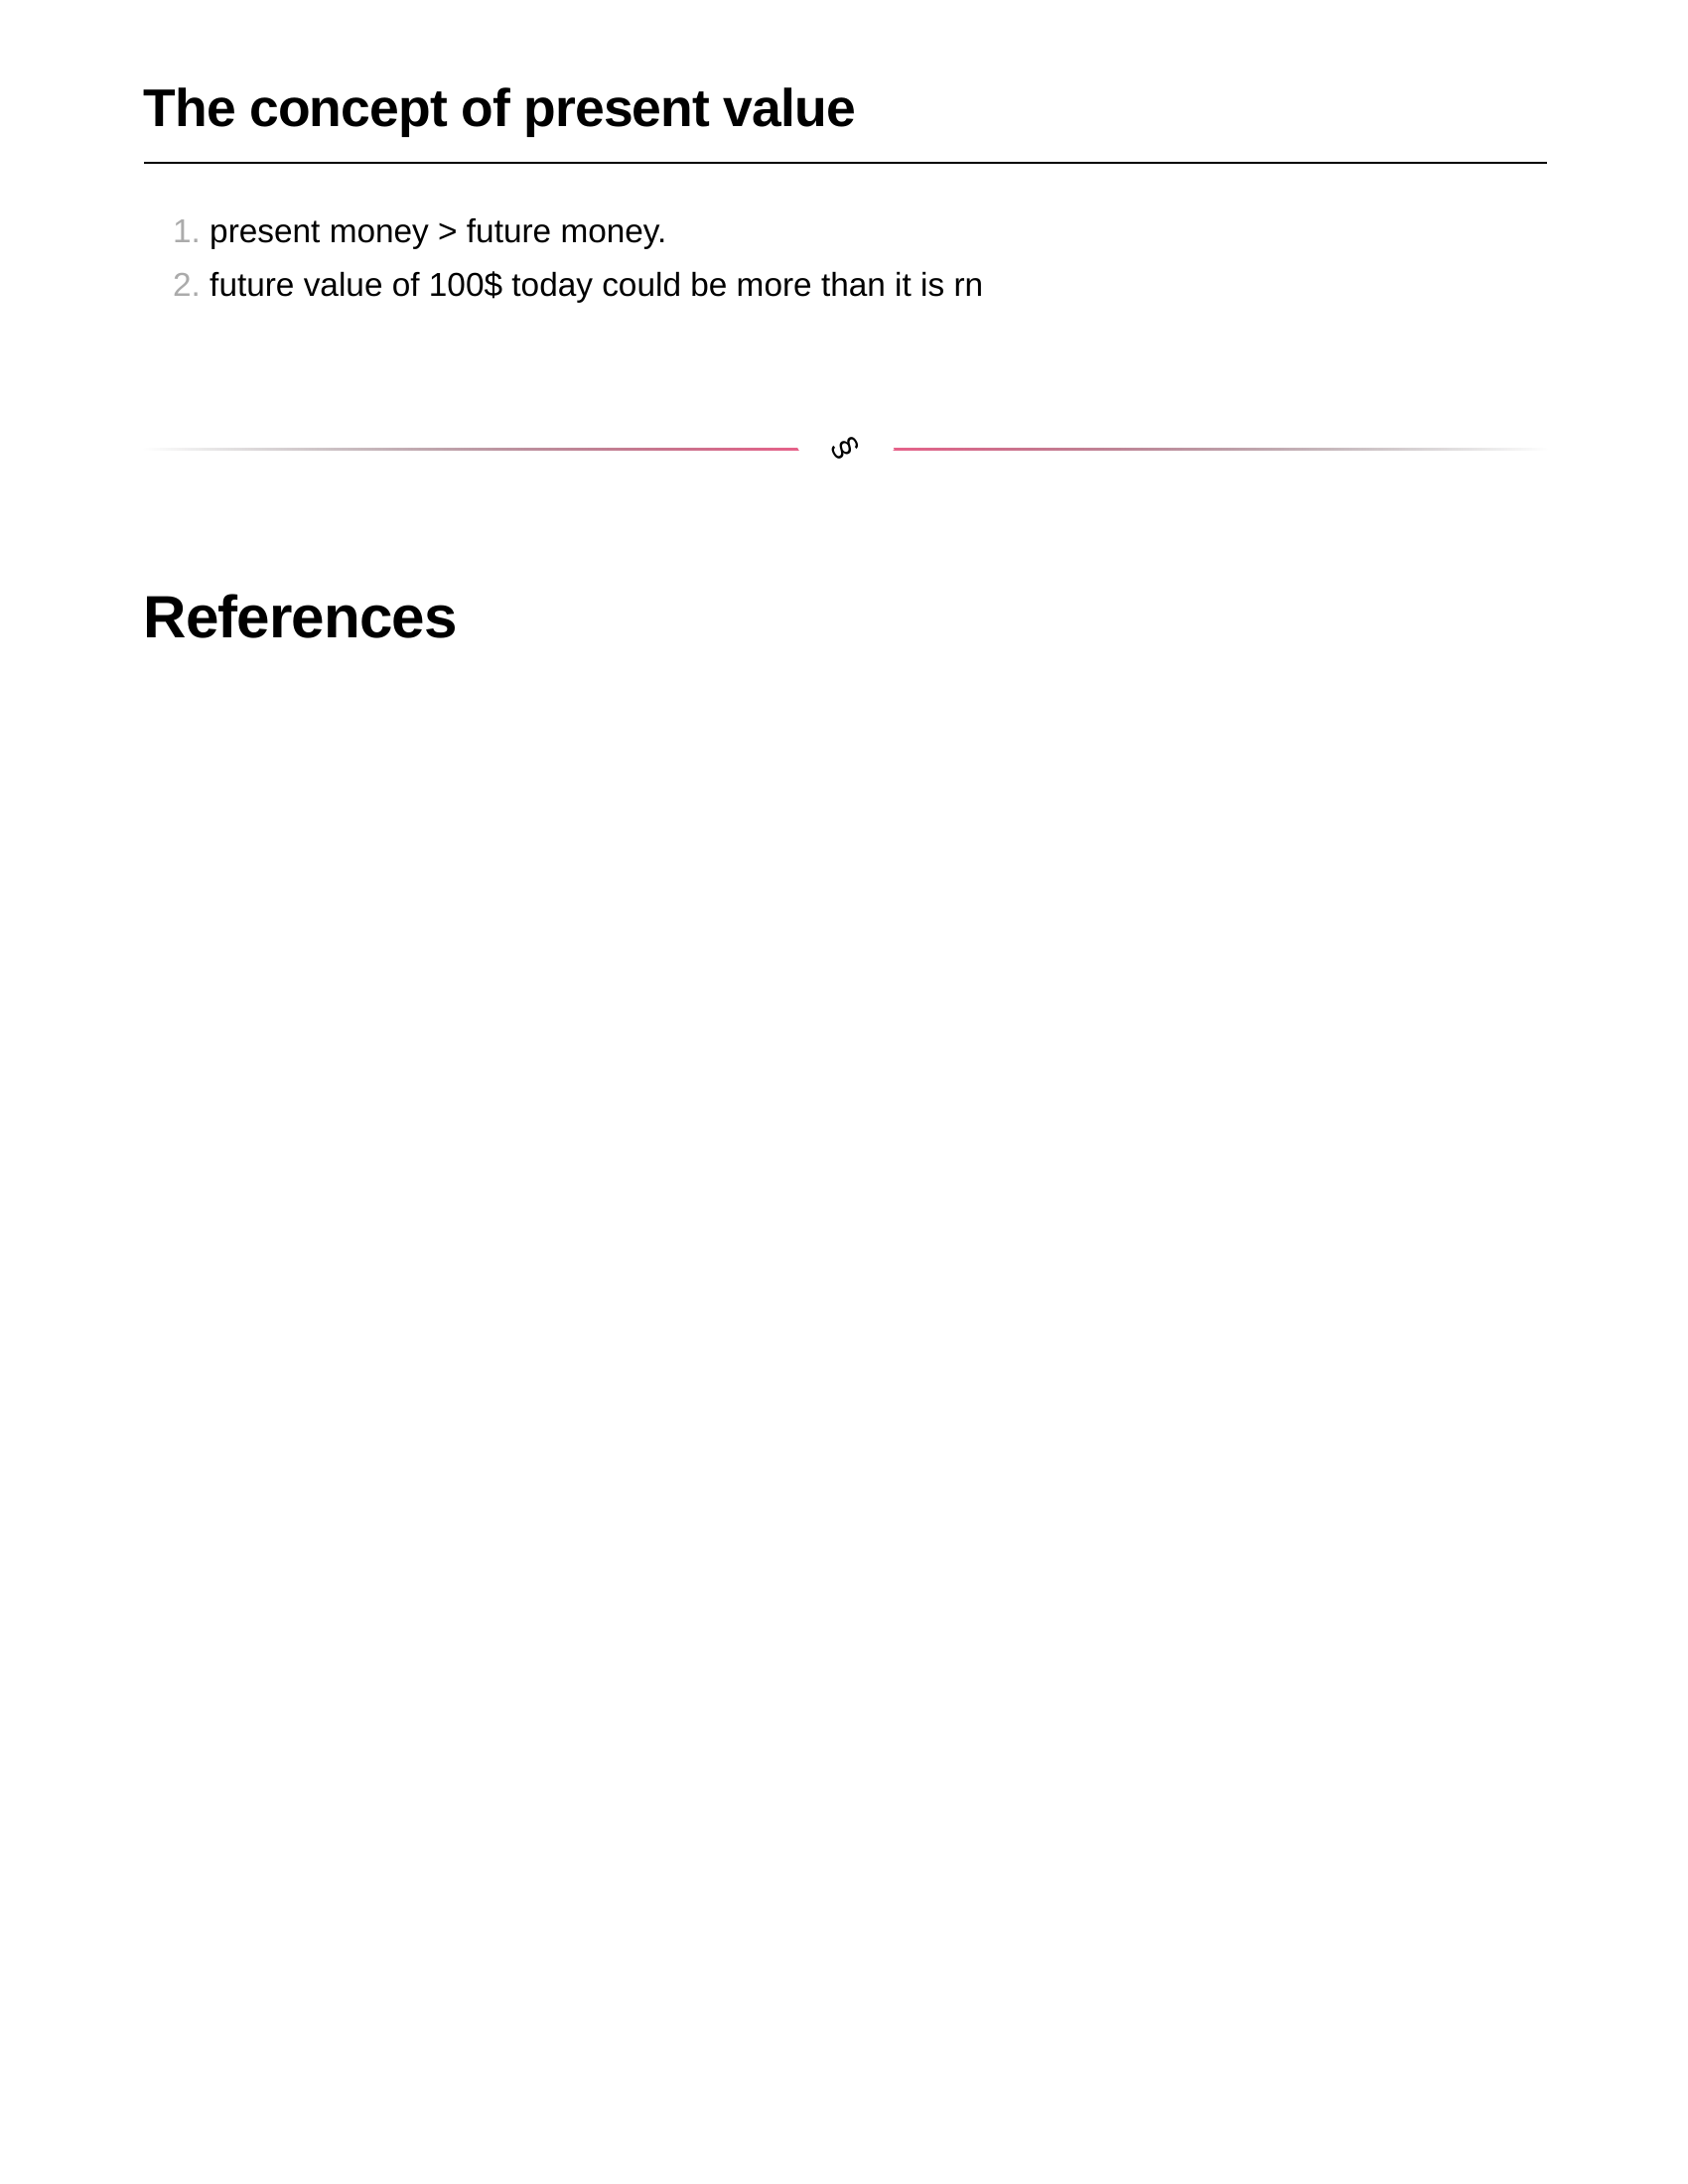 The concept of present value
1. present money > future money.
2. future value of 100$ today could be more than it is rn
§
References